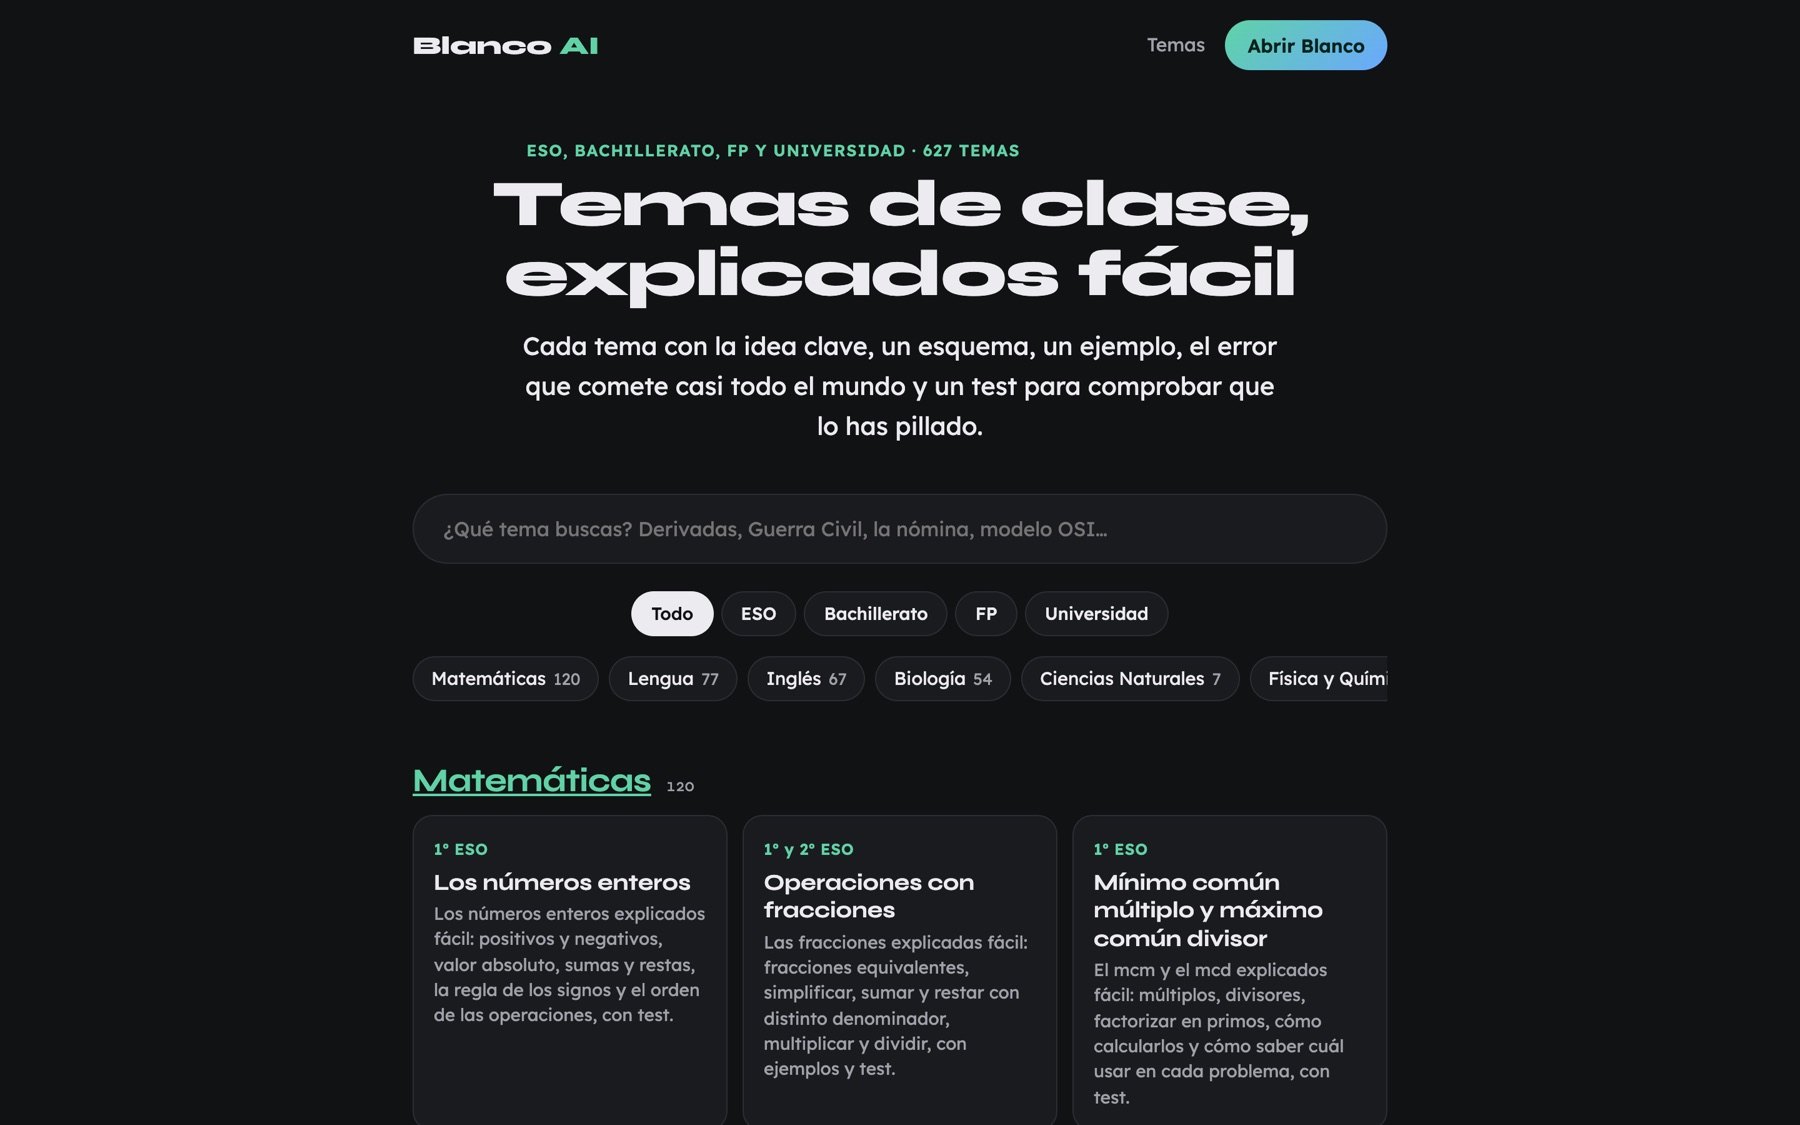 Blanco AI
Temas
Abrir Blanco
ESO, BACHILLERATO, FP Y UNIVERSIDAD · 627 TEMAS
Temas de clase,
explicados fácil
Cada tema con la idea clave, un esquema, un ejemplo, el error
que comete casi todo el mundo y un test para comprobar que
lo has pillado.
¿Qué tema buscas? Derivadas, Guerra Civil, la nómina, modelo OSI…
Todo
ESO
Bachillerato
FP
Universidad
Matemáticas 120
Lengua 77
Inglés 67
Biología 54
Ciencias Naturales 7
Física y Quími
Matemáticas 120
1º ESO
Los números enteros
Los números enteros explicados
fácil: positivos y negativos,
valor absoluto, sumas y restas,
la regla de los signos y el orden
de las operaciones, con test.
1º y 2º ESO
Operaciones con
fracciones
Las fracciones explicadas fácil:
fracciones equivalentes,
simplificar, sumar y restar con
distinto denominador,
multiplicar y dividir, con
ejemplos y test.
1º ESO
Mínimo común
múltiplo y máximo
común divisor
El mcm y el mcd explicados
fácil: múltiplos, divisores,
factorizar en primos, cómo
calcularlos y cómo saber cuál
usar en cada problema, con
test.